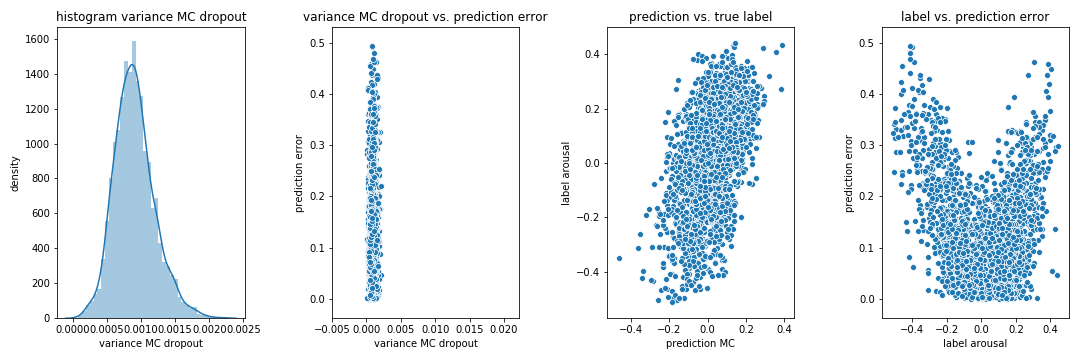 histogram variance MC dropout
1600
1400
1200
1000
800
600
400
200
0
density
0.0000 0.0005 0.0010 0.0015 0.0020 0.0025
variance MC dropout
variance MC dropout vs. prediction error
0.5
0.4
0.3
0.2
0.1
0.0
prediction error
−0.005 0.000 0.005 0.010 0.015 0.020
variance MC dropout
prediction vs. true label
0.4
0.2
0.0
−0.2
−0.4
label arousal
−0.4 −0.2 0.0 0.2 0.4
prediction MC
label vs. prediction error
0.5
0.4
0.3
0.2
0.1
0.0
prediction error
−0.4 −0.2 0.0 0.2 0.4
label arousal